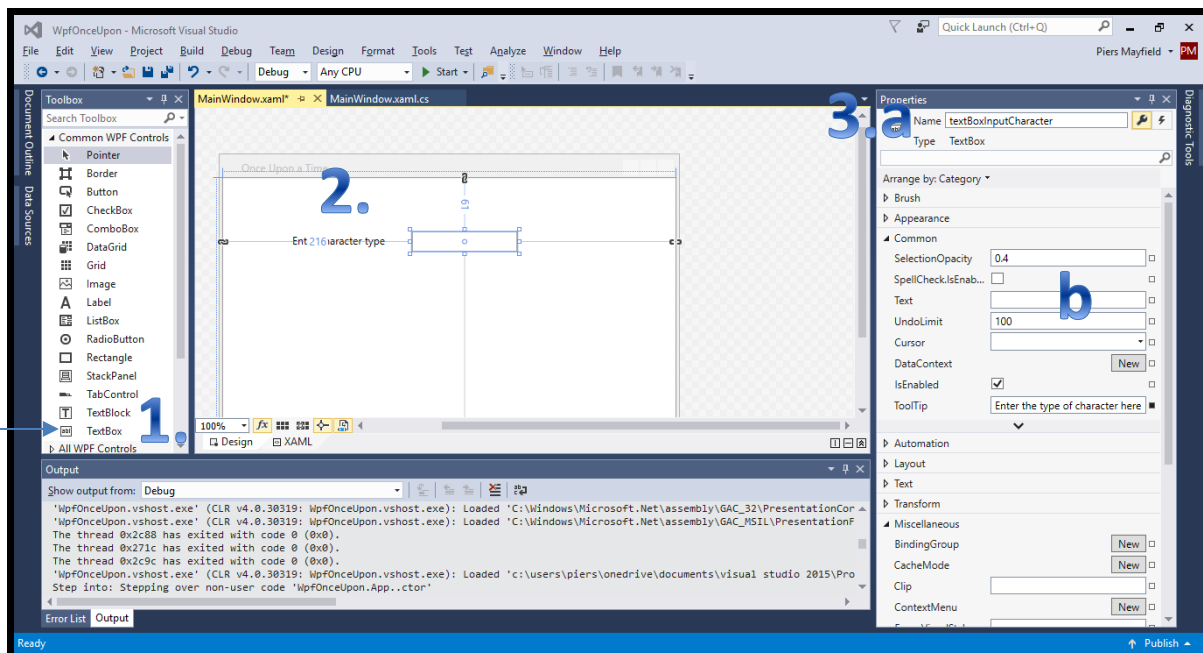 WpfOnceUpon - Microsoft Visual Studio
Quick Launch (Ctrl+Q)
File Edit View Project Build Debug Team Design Format Tools Test Analyze Window Help
Piers Mayfield PM
Debug Any CPU Start
Document Outline
Data Sources
Toolbox
Search Toolbox
Common WPF Controls
Pointer
Border
Button
CheckBox
ComboBox
DataGrid
Grid
Image
Label
ListBox
RadioButton
Rectangle
StackPanel
TabControl
TextBlock
TextBox
All WPF Controls
1.
MainWindow.xaml* MainWindow.xaml.cs
Once Upon a Time
2.
61
Ent 216 aracter type
100%
Design XAML
3.a
Properties
Name textBoxInputCharacter
Type TextBox
Arrange by: Category
Brush
Appearance
Common
SelectionOpacity 0.4
SpellCheck.IsEnab...
Text
b
UndoLimit 100
Cursor
DataContext New
IsEnabled
ToolTip Enter the type of character here
Automation
Layout
Text
Transform
Miscellaneous
BindingGroup New
CacheMode New
Clip
ContextMenu New
Diagnostic Tools
Output
Show output from: Debug
'WpfOnceUpon.vshost.exe' (CLR v4.0.30319: WpfOnceUpon.vshost.exe): Loaded 'C:\Windows\Microsoft.Net\assembly\GAC_32\PresentationCor
'WpfOnceUpon.vshost.exe' (CLR v4.0.30319: WpfOnceUpon.vshost.exe): Loaded 'C:\Windows\Microsoft.Net\assembly\GAC_MSIL\PresentationF
The thread 0x2c88 has exited with code 0 (0x0).
The thread 0x271c has exited with code 0 (0x0).
The thread 0x2c9c has exited with code 0 (0x0).
'WpfOnceUpon.vshost.exe' (CLR v4.0.30319: WpfOnceUpon.vshost.exe): Loaded 'c:\users\piers\onedrive\documents\visual studio 2015\Pro
Step into: Stepping over non-user code 'WpfOnceUpon.App..ctor'
Error List Output
Ready
Publish